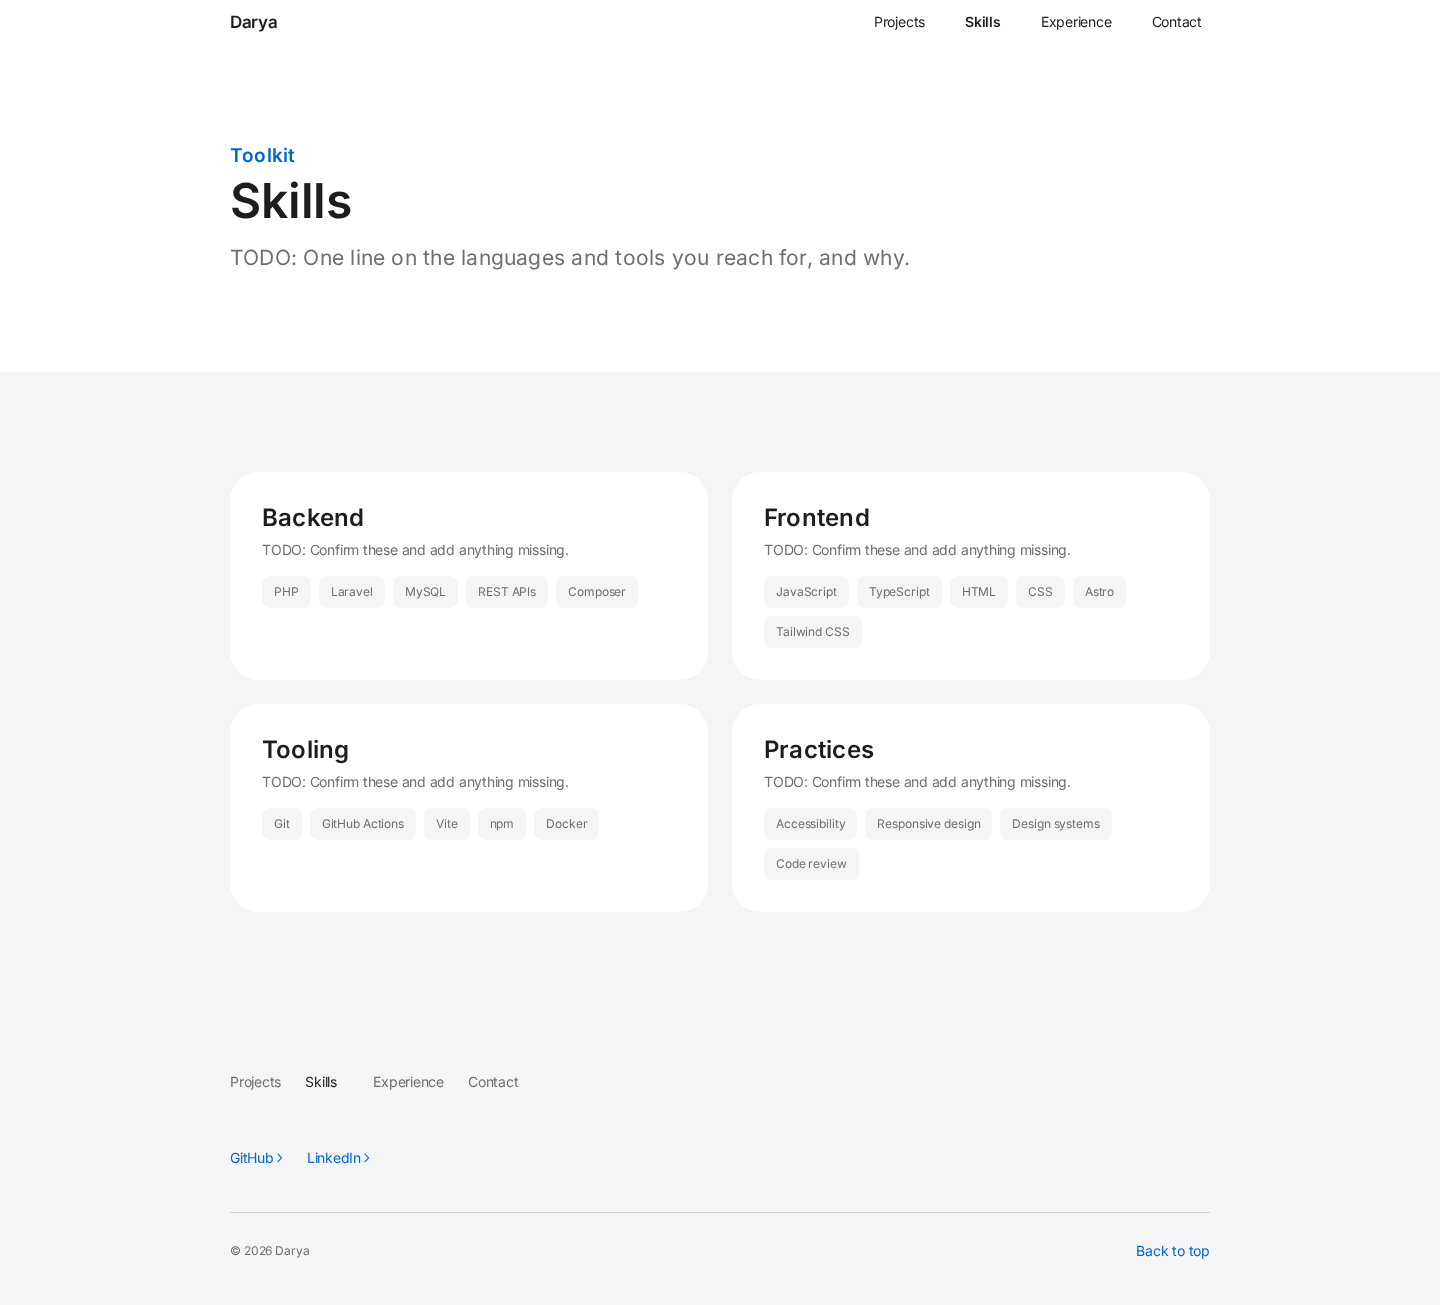 Darya
Projects Skills Experience Contact
Toolkit
Skills
TODO: One line on the languages and tools you reach for, and why.
Backend
TODO: Confirm these and add anything missing.
PHP Laravel MySQL REST APIs Composer
Frontend
TODO: Confirm these and add anything missing.
JavaScript TypeScript HTML CSS Astro
Tailwind CSS
Tooling
TODO: Confirm these and add anything missing.
Git GitHub Actions Vite npm Docker
Practices
TODO: Confirm these and add anything missing.
Accessibility Responsive design Design systems
Code review
Projects Skills Experience Contact
GitHub LinkedIn
© 2026 Darya
Back to top